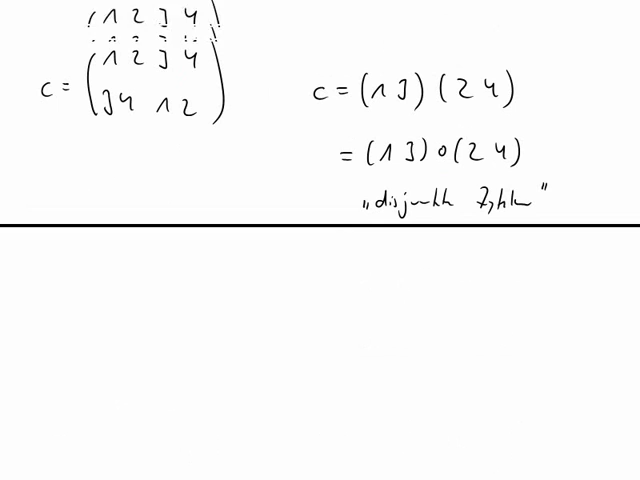 (1 2 3 4)
(1 2 3 4
c =
3 4 1 2)
c = (1 3) (2 4)
= (1 3) ∘ (2 4)
„disjunkte Zykel"